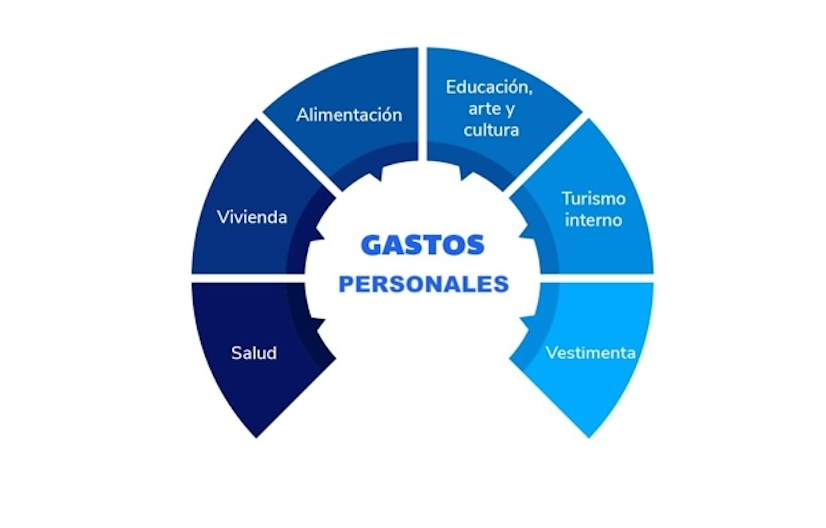 Educación,
arte y
cultura
Alimentación
Turismo
interno
Vivienda
GASTOS
PERSONALES
Salud
Vestimenta